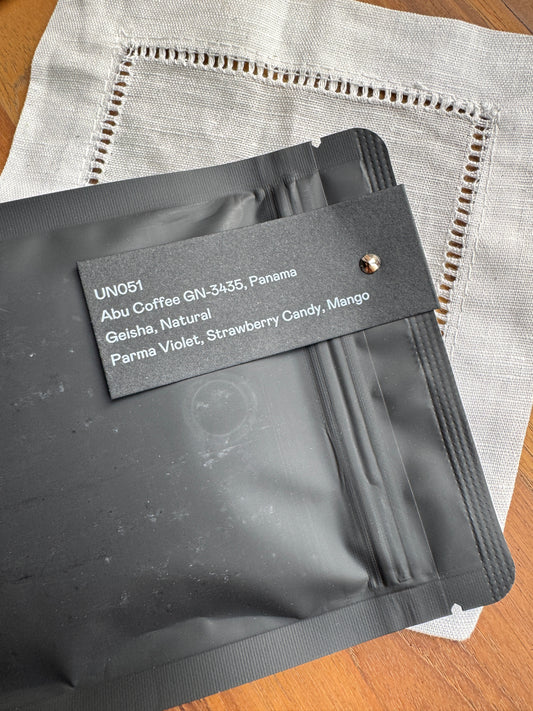 UN051
Abu Coffee GN-3435, Panama
Geisha, Natural
Parma Violet, Strawberry Candy, Mango